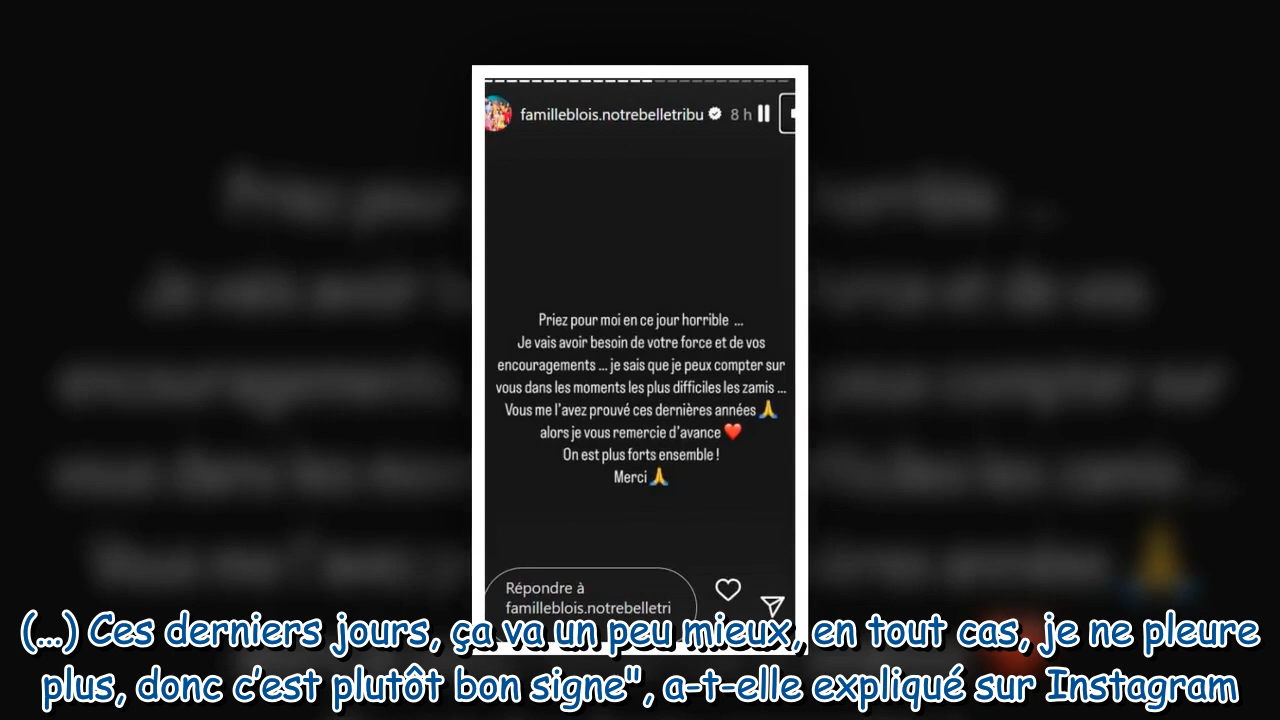 familleblois.notrebelletribu 8 h
Priez pour moi en ce jour horrible ...
Je vais avoir besoin de votre force et de vos
encouragements ... je sais que je peux compter sur
vous dans les moments les plus difficiles les zamis ...
Vous me l'avez prouvé ces dernières années 🙏
alors je vous remercie d'avance ❤️
On est plus forts ensemble !
Merci 🙏
Répondre à
familleblois.notrebelletri
(...) Ces derniers jours, ça va un peu mieux, en tout cas, je ne pleure
plus, donc c'est plutôt bon signe", a-t-elle expliqué sur Instagram